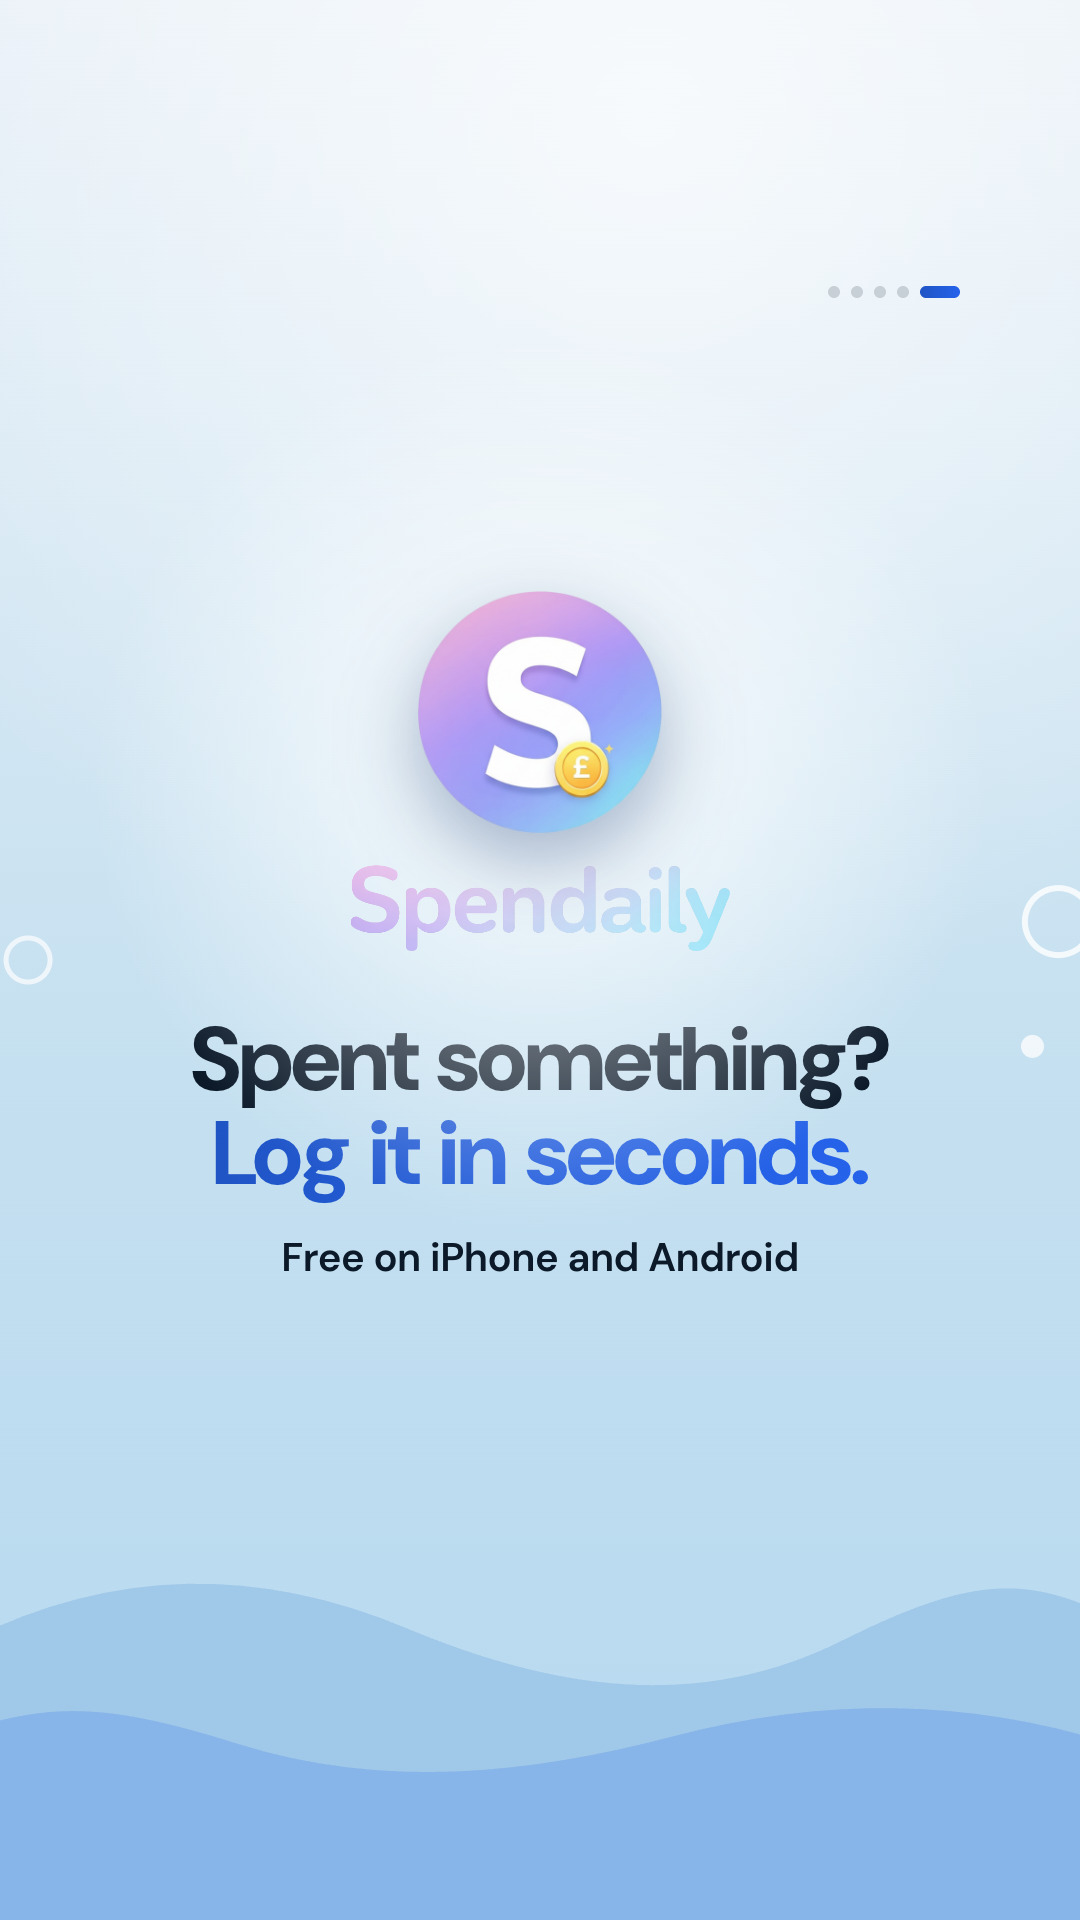 S
£
Spendaily
Spent something?
Log it in seconds.
Free on iPhone and Android